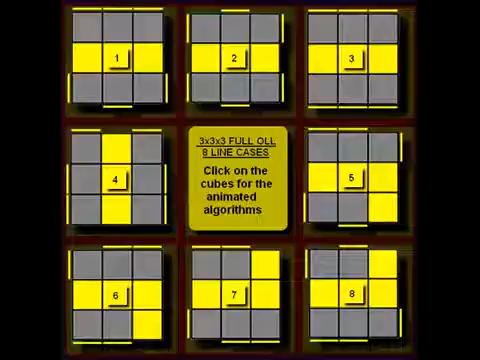 1
2
3
4
3x3x3 FULL OLL
8 LINE CASES
Click on the
cubes for the
animated
algorithms
5
6
7
8